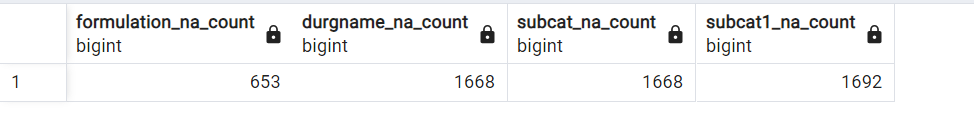 formulation_na_count durgname_na_count subcat_na_count subcat1_na_count
bigint bigint bigint bigint
1 653 1668 1668 1692